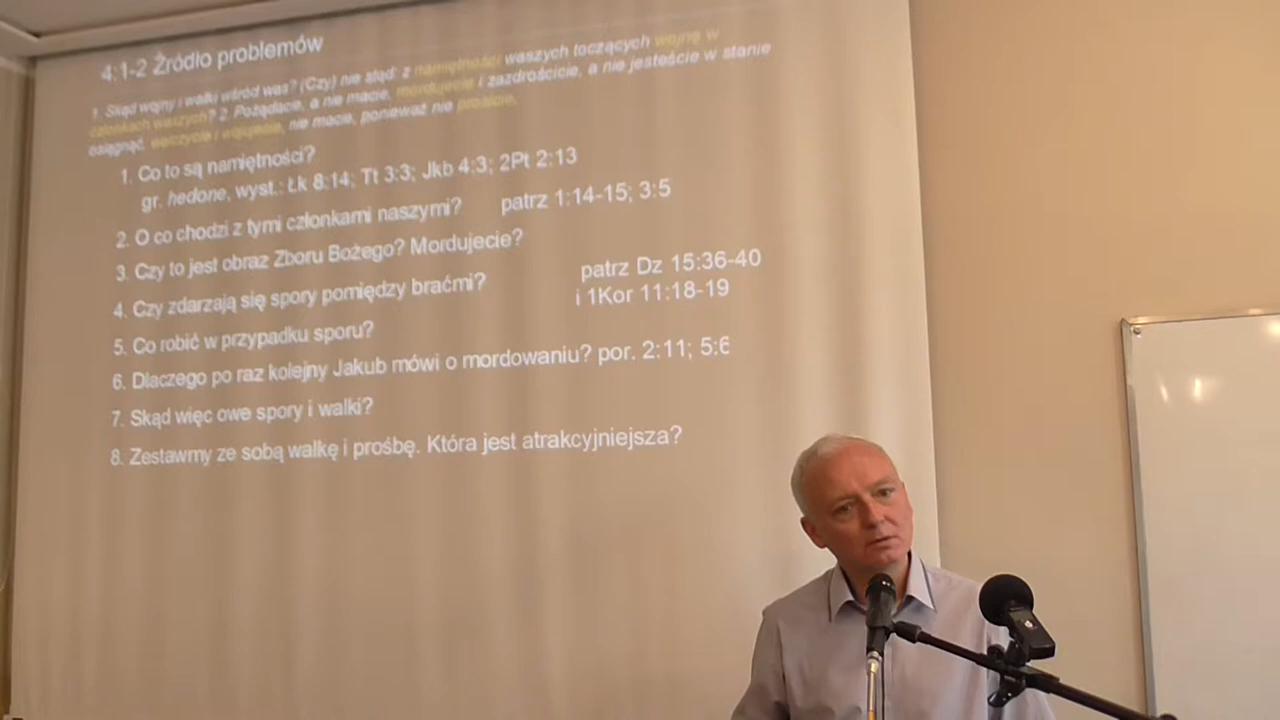 4:1-2 Źródło problemów
1. Skąd wojny i walki wśród was? (Czy) nie stąd: z namiętności waszych toczących wojnę w
członkach waszych? 2. Pożądacie, a nie macie, mordujecie i zazdrościcie, a nie jesteście w stanie
osiągnąć, walczycie i wojujecie, nie macie, ponieważ nie prosicie.
1. Co to są namiętności?
gr. hedone, wyst.: Łk 8:14; Tt 3:3; Jkb 4:3; 2Pt 2:13
2. O co chodzi z tymi członkami naszymi? patrz 1:14-15; 3:5
3. Czy to jest obraz Zboru Bożego? Mordujecie?
4. Czy zdarzają się spory pomiędzy braćmi? patrz Dz 15:36-40
i 1Kor 11:18-19
5. Co robić w przypadku sporu?
6. Dlaczego po raz kolejny Jakub mówi o mordowaniu? por. 2:11; 5:6
7. Skąd więc owe spory i walki?
8. Zestawmy ze sobą walkę i prośbę. Która jest atrakcyjniejsza?